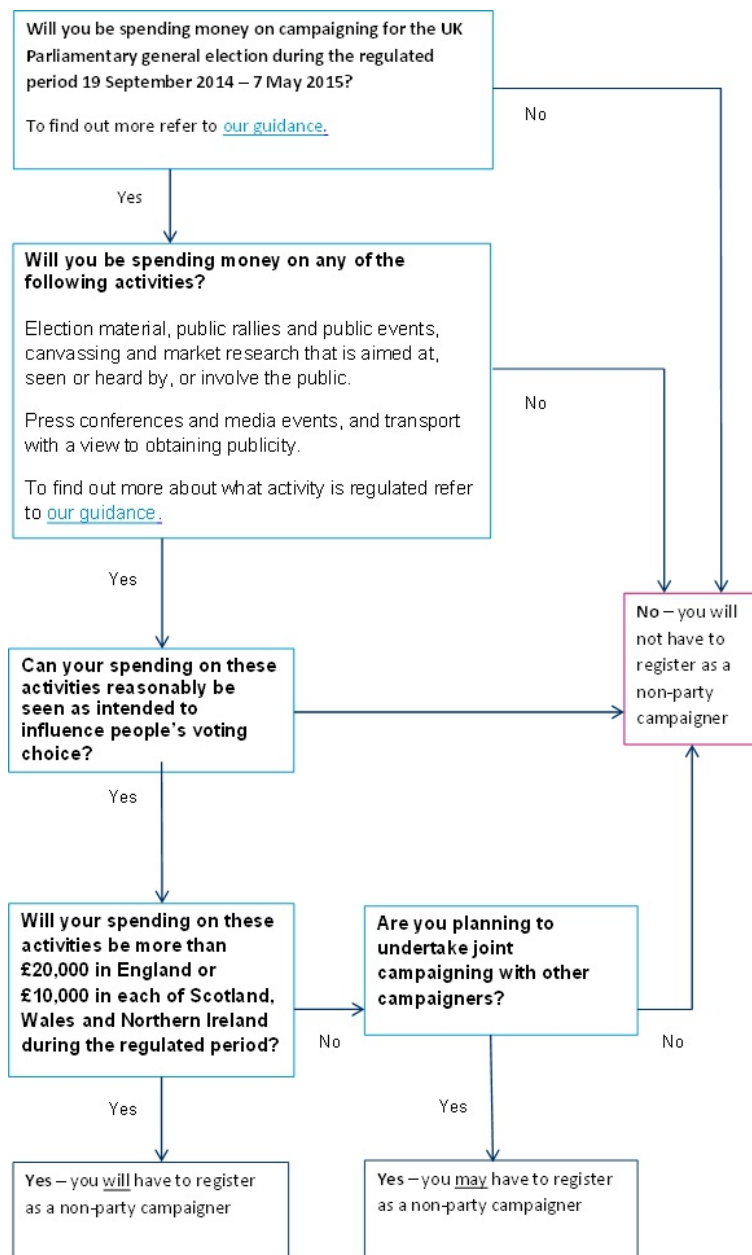 Will you be spending money on campaigning for the UK
Parliamentary general election during the regulated
period 19 September 2014 – 7 May 2015?
To find out more refer to our guidance.
No
Yes
Will you be spending money on any of the
following activities?
Election material, public rallies and public events,
canvassing and market research that is aimed at,
seen or heard by, or involve the public.
Press conferences and media events, and transport
with a view to obtaining publicity.
To find out more about what activity is regulated refer
to our guidance.
No
Yes
No – you will
not have to
register as a
non-party
campaigner
Can your spending on these
activities reasonably be
seen as intended to
influence people's voting
choice?
Yes
Will your spending on these
activities be more than
£20,000 in England or
£10,000 in each of Scotland,
Wales and Northern Ireland
during the regulated period?
No
Are you planning to
undertake joint
campaigning with other
campaigners?
No
Yes
Yes
Yes – you will have to register
as a non-party campaigner
Yes – you may have to register
as a non-party campaigner